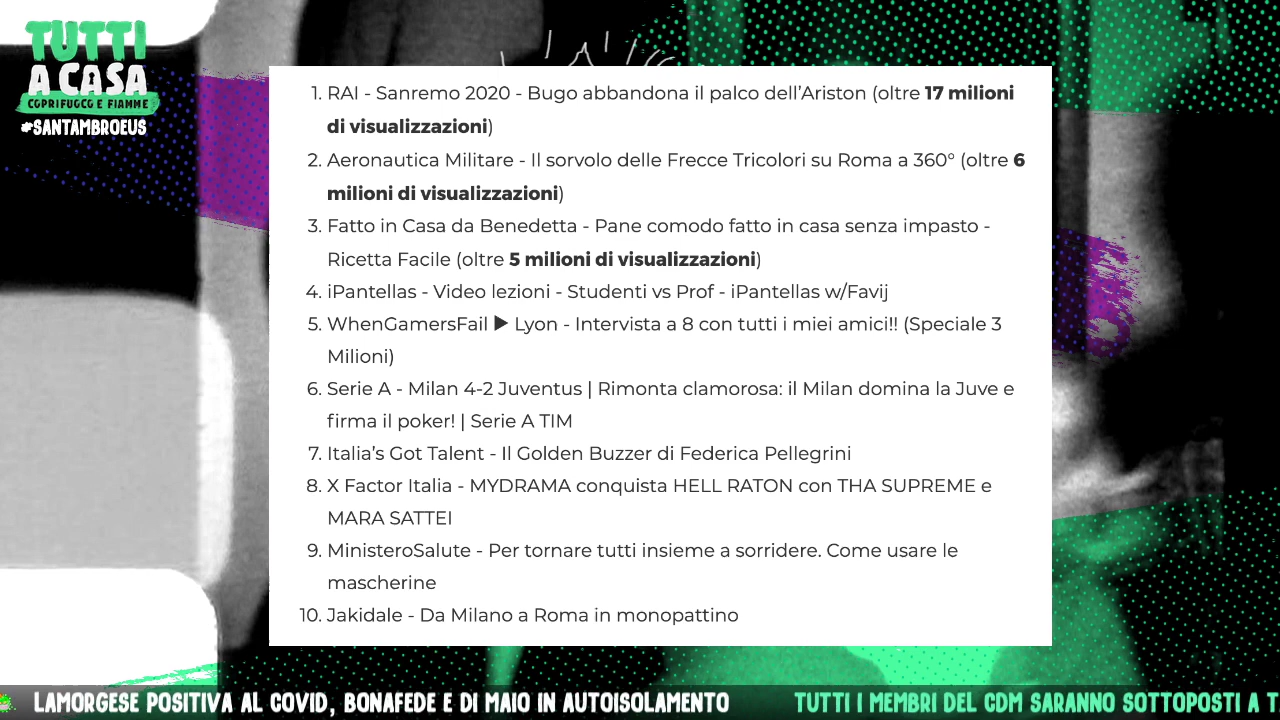 TUTTI
A CASA
COPRIFUOCO E FIAMME
#SANTAMBROEUS
1. RAI - Sanremo 2020 - Bugo abbandona il palco dell’Ariston (oltre 17 milioni
di visualizzazioni)
2. Aeronautica Militare - Il sorvolo delle Frecce Tricolori su Roma a 360° (oltre 6
milioni di visualizzazioni)
3. Fatto in Casa da Benedetta - Pane comodo fatto in casa senza impasto -
Ricetta Facile (oltre 5 milioni di visualizzazioni)
4. iPantellas - Video lezioni - Studenti vs Prof - iPantellas w/Favij
5. WhenGamersFail ► Lyon - Intervista a 8 con tutti i miei amici!! (Speciale 3
Milioni)
6. Serie A - Milan 4-2 Juventus | Rimonta clamorosa: il Milan domina la Juve e
firma il poker! | Serie A TIM
7. Italia’s Got Talent - Il Golden Buzzer di Federica Pellegrini
8. X Factor Italia - MYDRAMA conquista HELL RATON con THA SUPREME e
MARA SATTEI
9. MinisteroSalute - Per tornare tutti insieme a sorridere. Come usare le
mascherine
10. Jakidale - Da Milano a Roma in monopattino
LAMORGESE POSITIVA AL COVID, BONAFEDE E DI MAIO IN AUTOISOLAMENTO TUTTI I MEMBRI DEL CDM SARANNO SOTTOPOSTI A T